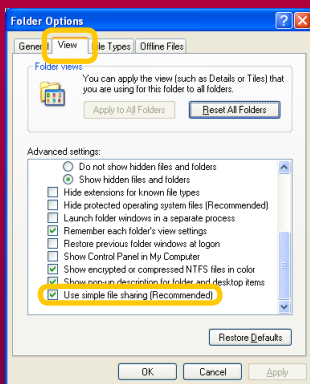 Folder Options
General View File Types Offline Files
Folder views
You can apply the view (such as Details or Tiles) that
you are using for this folder to all folders.
Apply to All Folders Reset All Folders
Advanced settings:
Do not show hidden files and folders
Show hidden files and folders
Hide extensions for known file types
Hide protected operating system files (Recommended)
Launch folder windows in a separate process
Remember each folder's view settings
Restore previous folder windows at logon
Show Control Panel in My Computer
Show encrypted or compressed NTFS files in color
Show pop-up description for folder and desktop items
Use simple file sharing (Recommended)
Restore Defaults
OK Cancel Apply